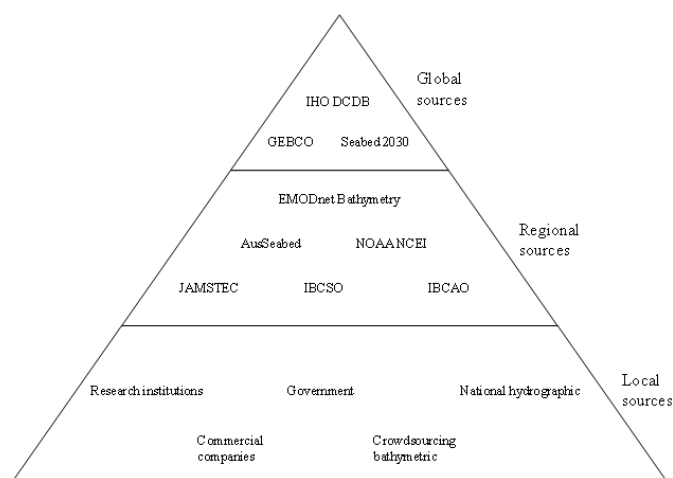 Global
sources
IHO DCDB
GEBCO Seabed 2030
EMODnet Bathymetry
Regional
sources
AusSeabed NOAA NCEI
JAMSTEC IBCSO IBCAO
Local
sources
Research institutions Government National hydrographic
Commercial
companies
Crowdsourcing
bathymetric